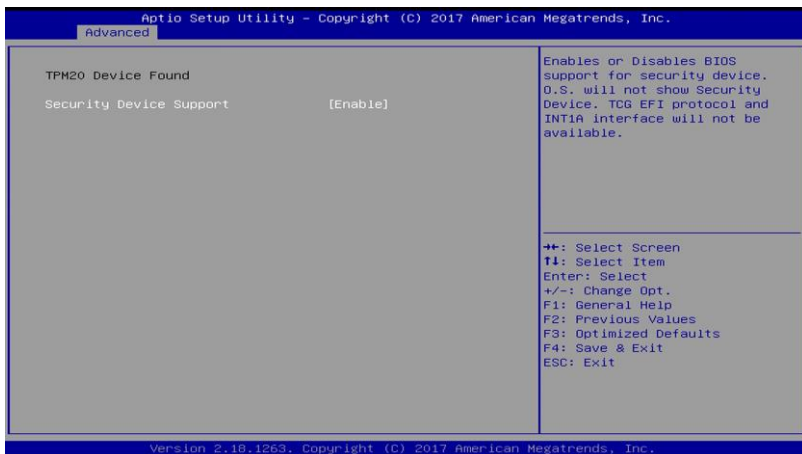 Aptio Setup Utility – Copyright (C) 2017 American Megatrends, Inc.
Advanced
TPM20 Device Found
Security Device Support [Enable]
Enables or Disables BIOS
support for security device.
O.S. will not show Security
Device. TCG EFI protocol and
INT1A interface will not be
available.
→←: Select Screen
↑↓: Select Item
Enter: Select
+/-: Change Opt.
F1: General Help
F2: Previous Values
F3: Optimized Defaults
F4: Save & Exit
ESC: Exit
Version 2.18.1263. Copyright (C) 2017 American Megatrends, Inc.